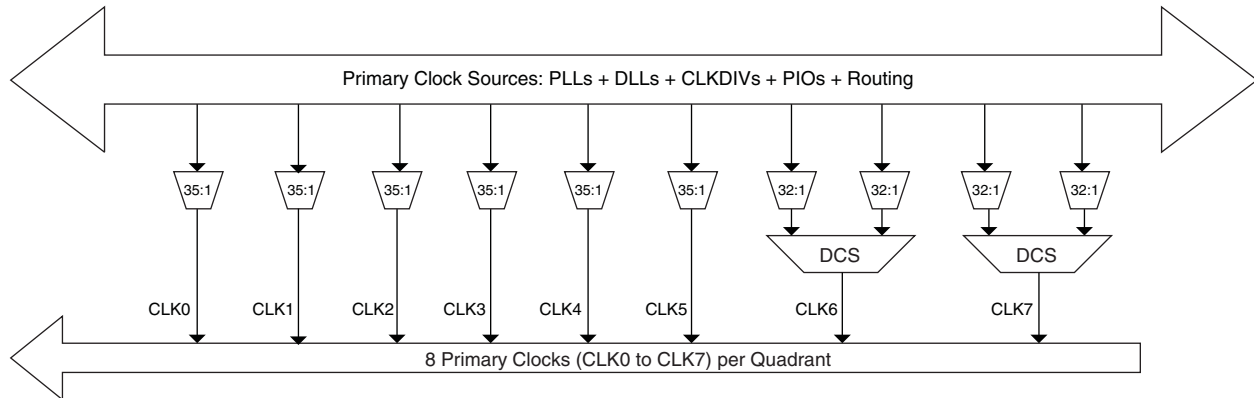 Primary Clock Sources: PLLs + DLLs + CLKDIVs + PIOs + Routing
35:1 35:1 35:1 35:1 35:1 35:1 32:1 32:1 32:1 32:1
DCS DCS
CLK0 CLK1 CLK2 CLK3 CLK4 CLK5 CLK6 CLK7
8 Primary Clocks (CLK0 to CLK7) per Quadrant